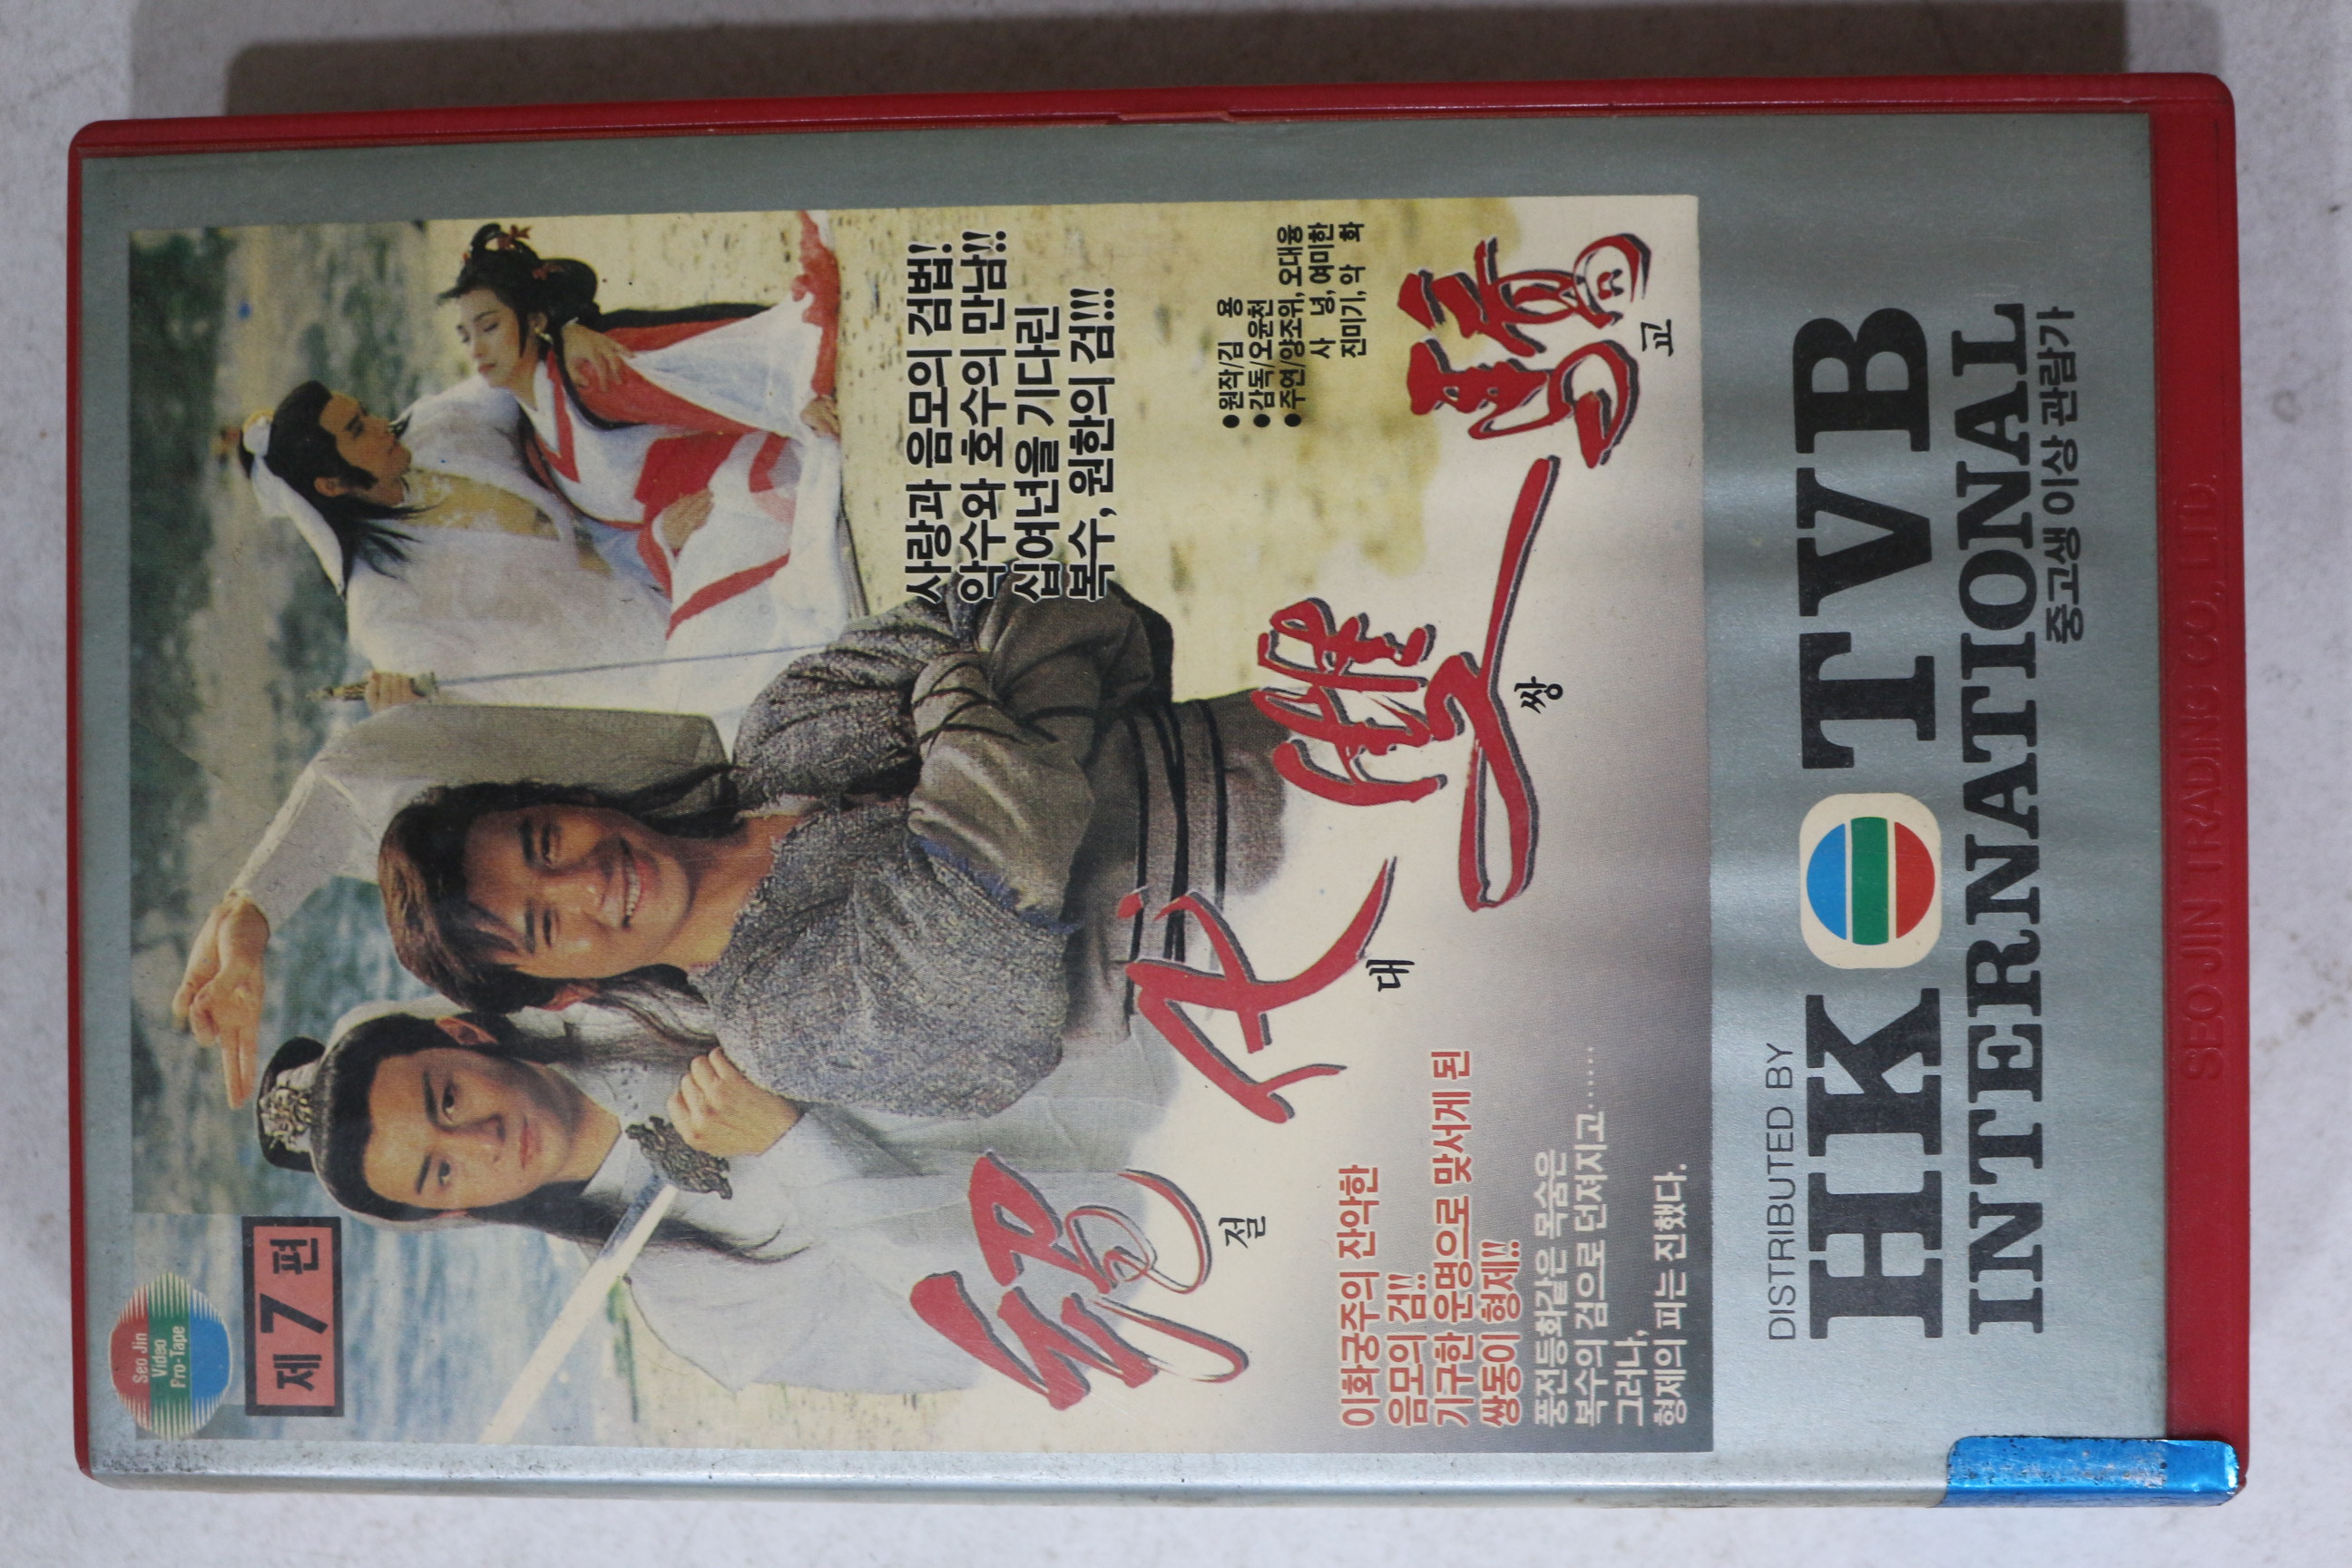 Seo Jin
Video
Pro-Tape
제7편
사랑과 음모의 검법!
악수와 호수의 만남!!
십여년을 기다린
복수, 원한의 검!!!
●원작/김 용
●감독/오윤천
●주연/양조위, 오대융
사 녕, 여미한
진미기, 악 화
絕代雙驕
절 대 쌍 교
이화궁주의 잔악한
음모의 검!!
기구한 운명으로 맞서게 된
쌍동이 형제!!
풍전등화같은 목숨은
복수의 검으로 던져지고……
그러나,
형제의 피는 진했다.
DISTRIBUTED BY
HK TVB
INTERNATIONAL
중고생 이상 관람가
SEO JIN TRADING CO., LTD.